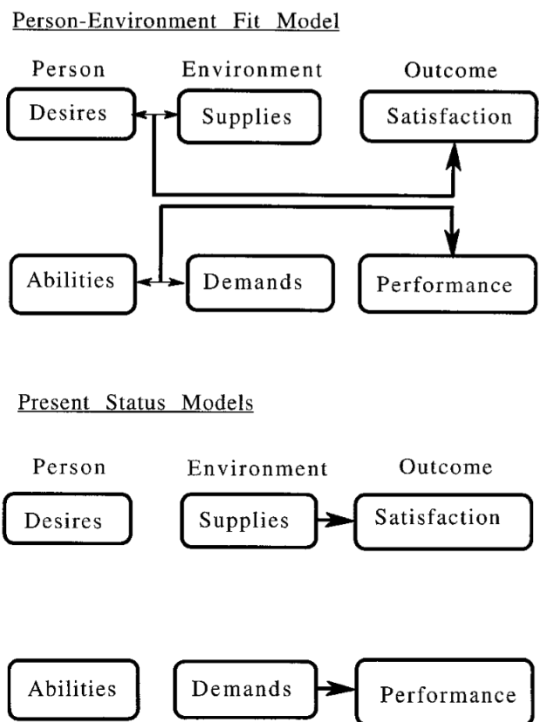 Person-Environment Fit Model
Person Environment Outcome
Desires Supplies Satisfaction
Abilities Demands Performance
Present Status Models
Person Environment Outcome
Desires Supplies Satisfaction
Abilities Demands Performance